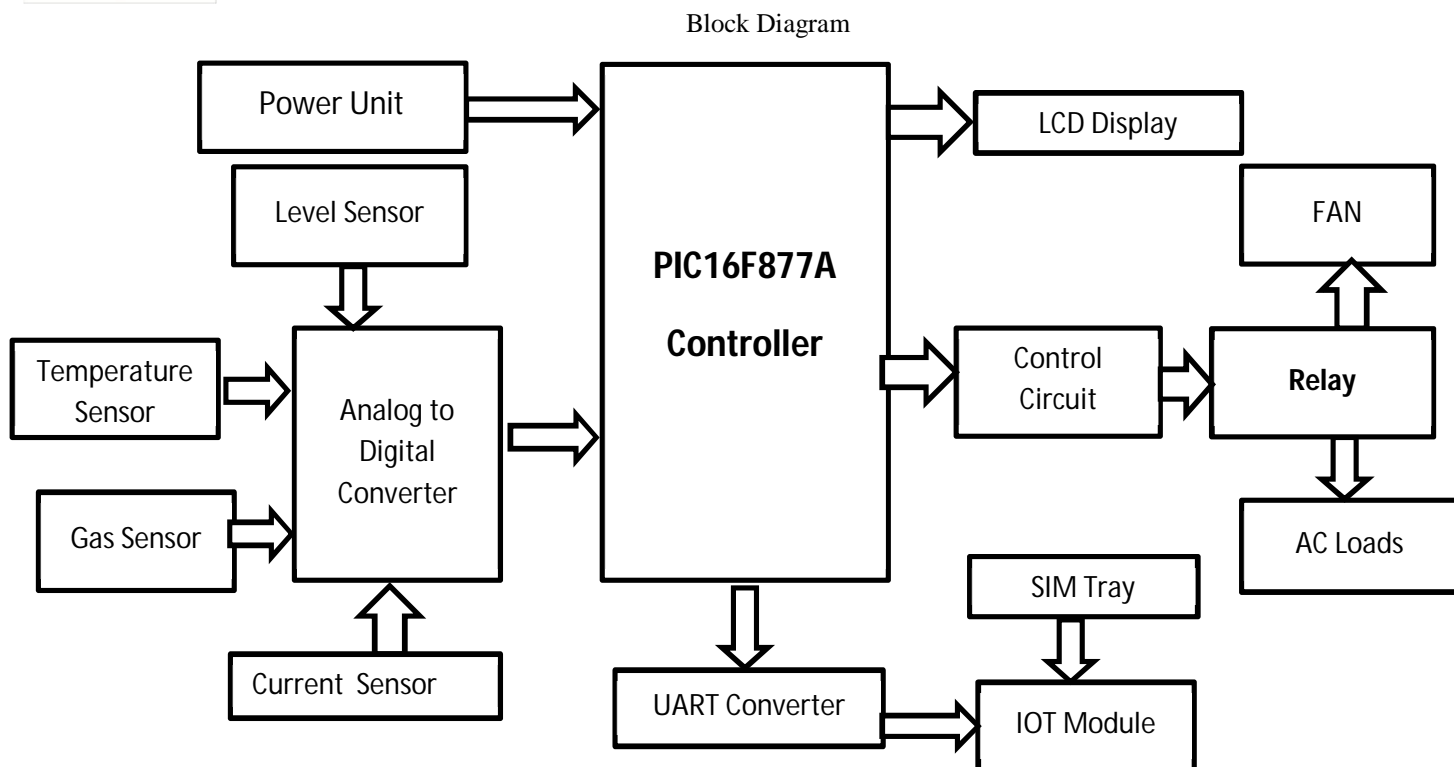 Block Diagram
Power Unit
LCD Display
Level Sensor
FAN
PIC16F877A
Controller
Temperature
Sensor
Analog to
Digital
Converter
Control
Circuit
Relay
Gas Sensor
AC Loads
SIM Tray
Current Sensor
UART Converter
IOT Module